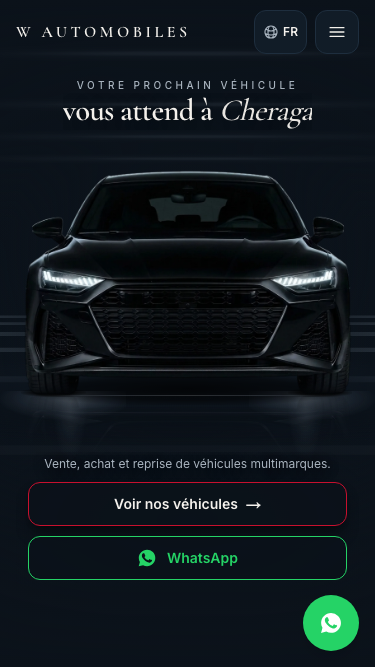 W AUTOMOBILES
FR
VOTRE PROCHAIN VÉHICULE
vous attend à Cheraga
Vente, achat et reprise de véhicules multimarques.
Voir nos véhicules →
WhatsApp